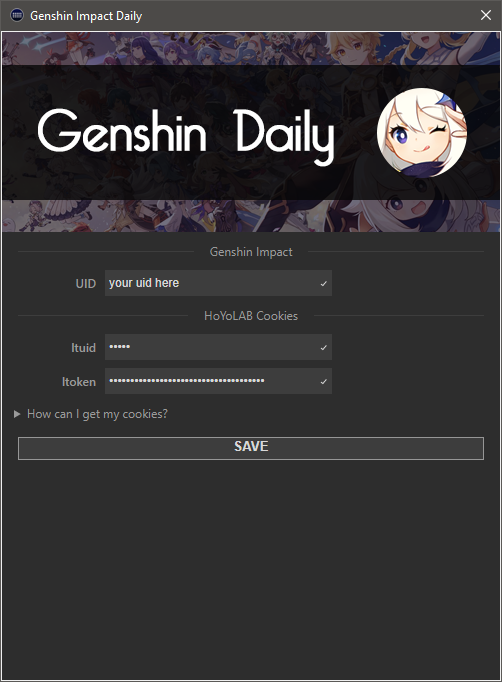 Genshin Impact Daily
Genshin Daily
Genshin Impact
UID your uid here
HoYoLAB Cookies
ltuid •••••
ltoken ••••••••••••••••••••••••••••••••••••••
How can I get my cookies?
SAVE